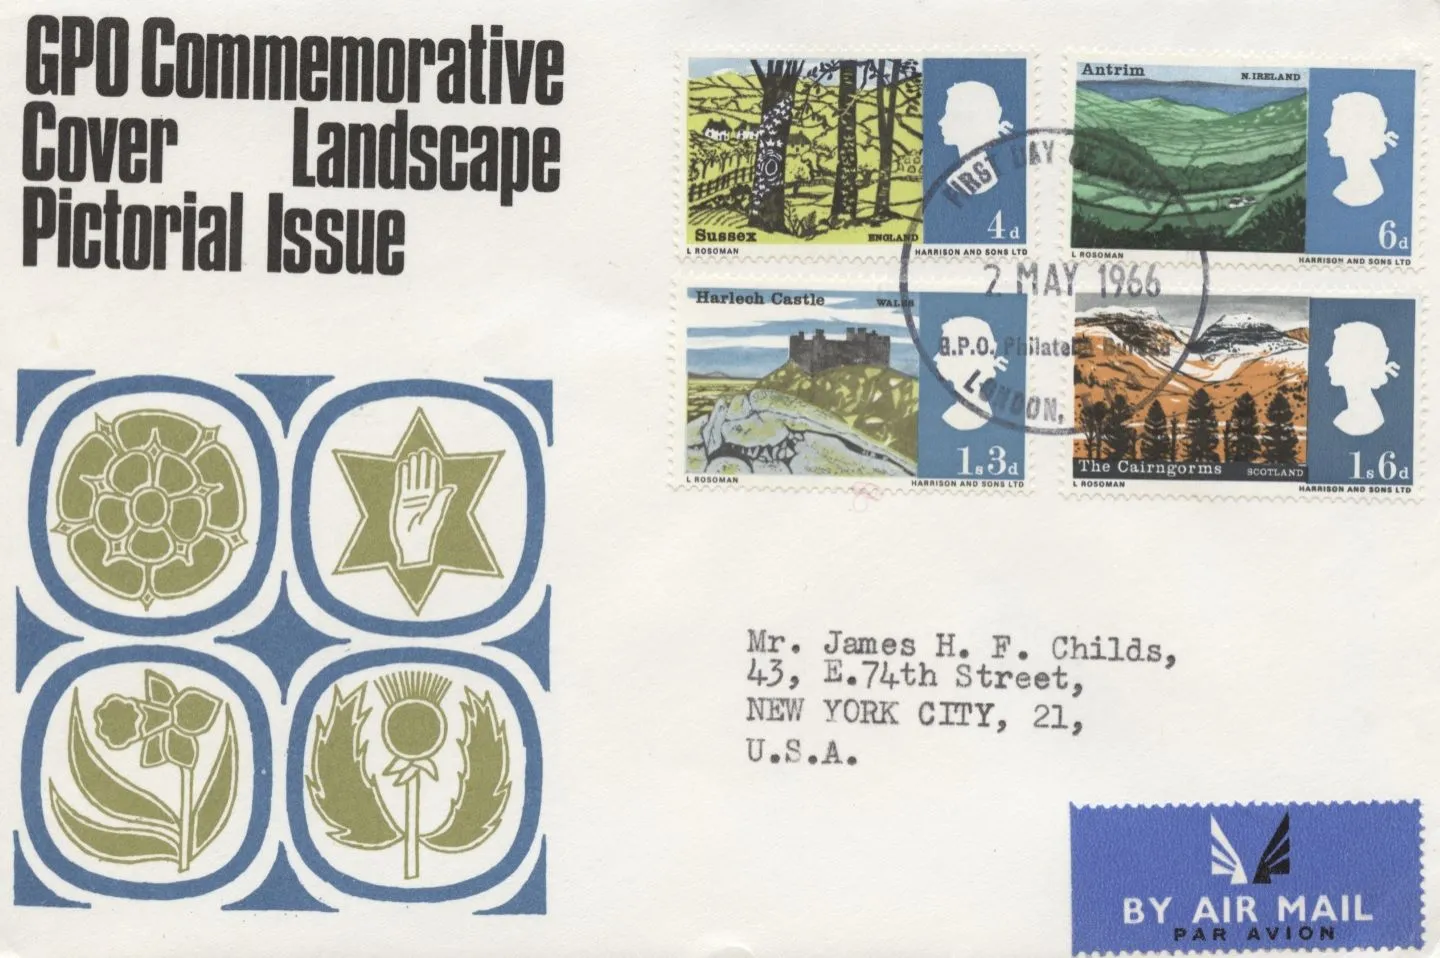 GPO Commemorative
Cover Landscape
Pictorial Issue
Sussex
ENGLAND
4d
L ROSOMAN
HARRISON AND SONS LTD
Antrim
N.IRELAND
6d
L ROSOMAN
HARRISON AND SONS LTD
Harlech Castle
WALES
1s3d
L ROSOMAN
HARRISON AND SONS LTD
The Cairngorms
SCOTLAND
1s6d
L ROSOMAN
HARRISON AND SONS LTD
FIRST DAY
2 MAY 1966
G.P.O. Philatelic Bureau
LONDON,
Mr. James H. F. Childs,
43, E.74th Street,
NEW YORK CITY, 21,
U.S.A.
BY AIR MAIL
PAR AVION